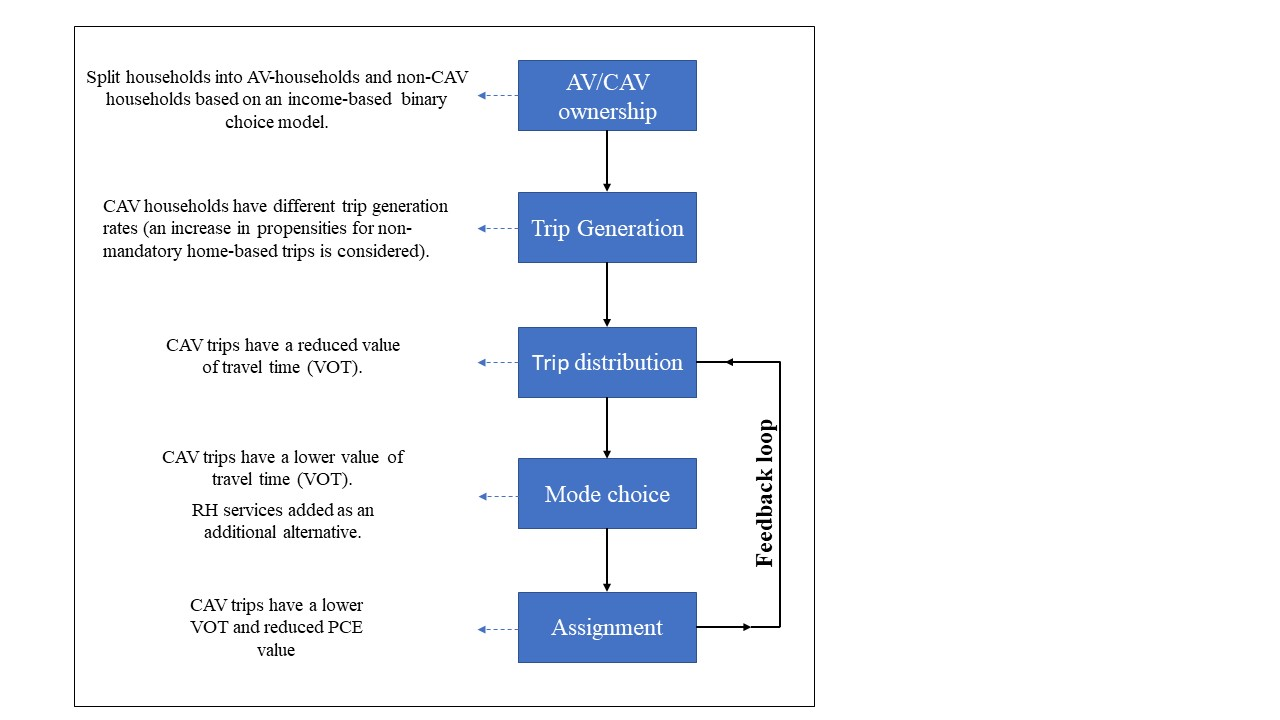 Split households into AV-households and non-CAV
households based on an income-based binary
choice model.
AV/CAV
ownership
CAV households have different trip generation
rates (an increase in propensities for non-
mandatory home-based trips is considered).
Trip Generation
CAV trips have a reduced value
of travel time (VOT).
Trip distribution
CAV trips have a lower value of
travel time (VOT).
RH services added as an
additional alternative.
Mode choice
Feedback loop
CAV trips have a lower
VOT and reduced PCE
value
Assignment